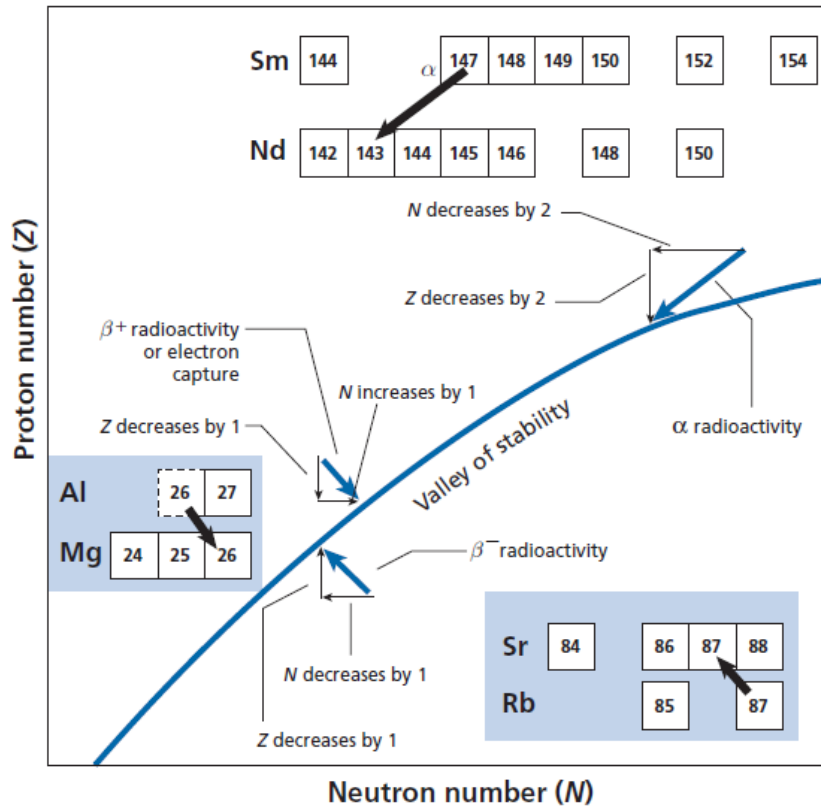 Sm 144 147 148 149 150 152 154
α
Nd 142 143 144 145 146 148 150
N decreases by 2
Z decreases by 2
β+ radioactivity
or electron
capture
N increases by 1
Z decreases by 1
α radioactivity
Valley of stability
Al 26 27
Mg 24 25 26
β− radioactivity
Sr 84 86 87 88
Rb 85 87
N decreases by 1
Z decreases by 1
Proton number (Z)
Neutron number (N)